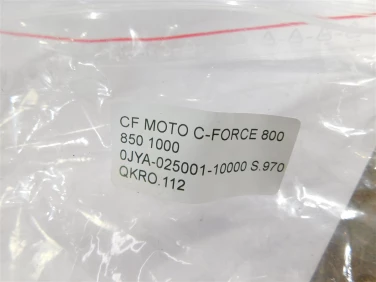 CF MOTO C-FORCE 800
850 1000
0JYA-025001-10000 S.970
QKRO.112